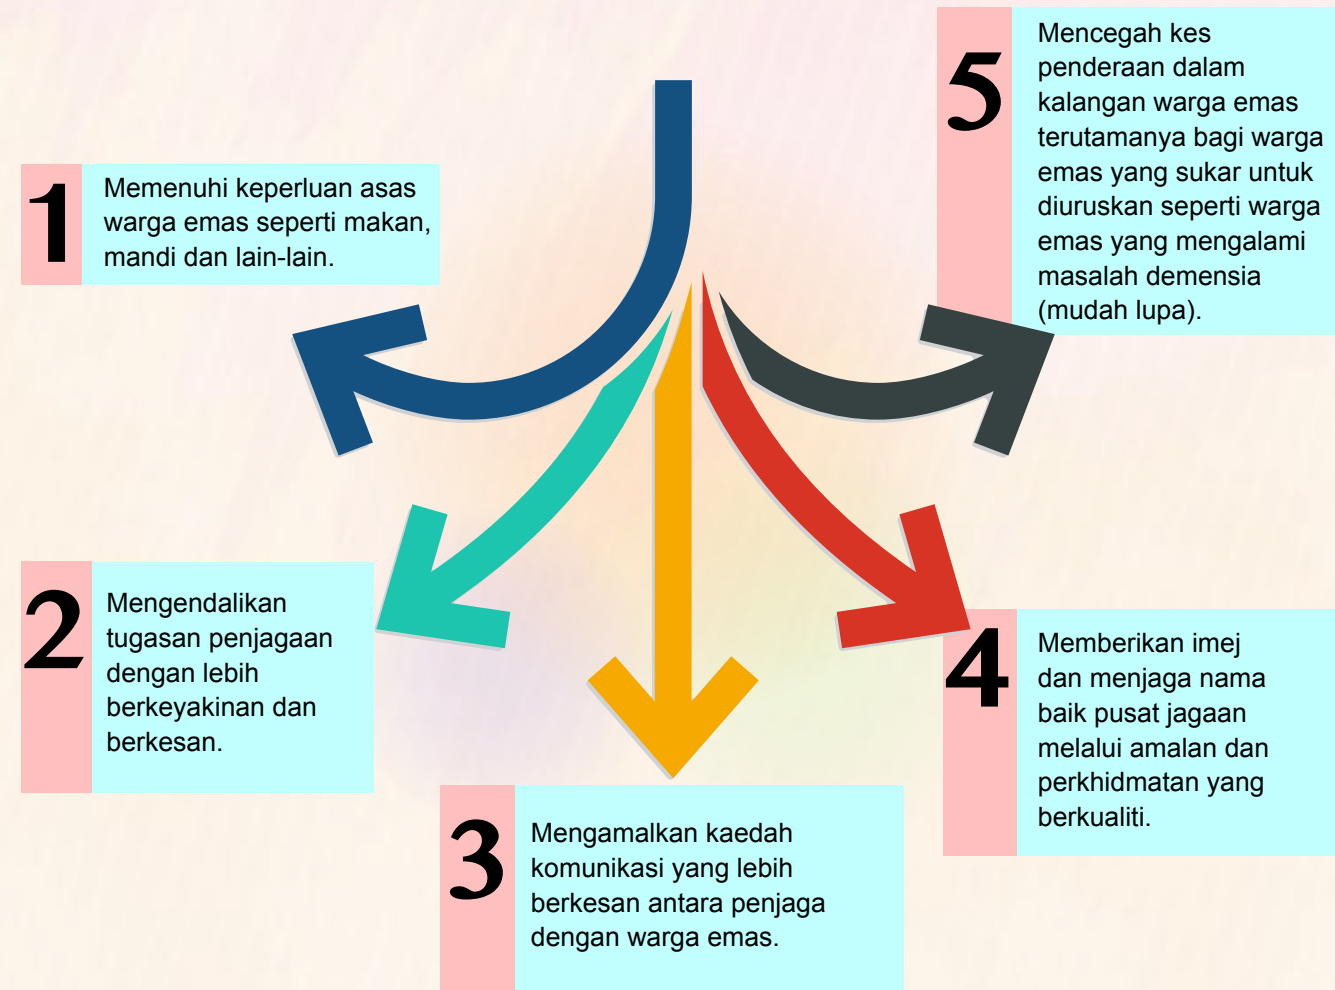 1
Memenuhi keperluan asas
warga emas seperti makan,
mandi dan lain-lain.
2
Mengendalikan
tugasan penjagaan
dengan lebih
berkeyakinan dan
berkesan.
3
Mengamalkan kaedah
komunikasi yang lebih
berkesan antara penjaga
dengan warga emas.
4
Memberikan imej
dan menjaga nama
baik pusat jagaan
melalui amalan dan
perkhidmatan yang
berkualiti.
5
Mencegah kes
penderaan dalam
kalangan warga emas
terutamanya bagi warga
emas yang sukar untuk
diuruskan seperti warga
emas yang mengalami
masalah demensia
(mudah lupa).